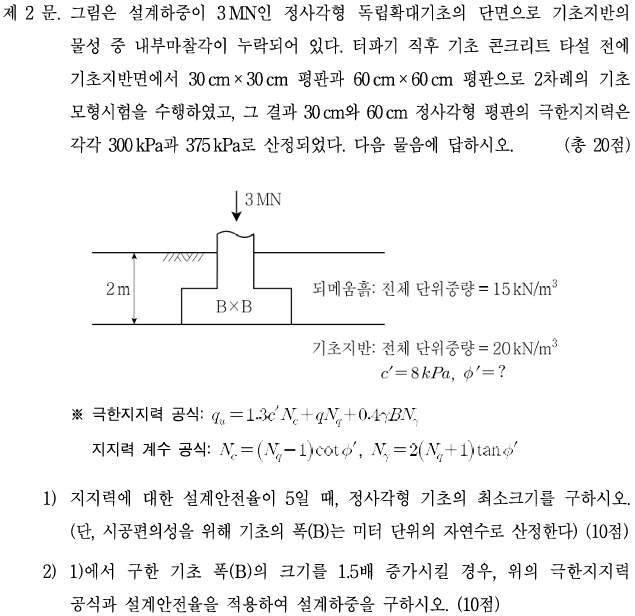 제 2 문. 그림은 설계하중이 3 MN인 정사각형 독립확대기초의 단면으로 기초지반의
물성 중 내부마찰각이 누락되어 있다. 터파기 직후 기초 콘크리트 타설 전에
기초지반면에서 30 cm × 30 cm 평판과 60 cm × 60 cm 평판으로 2차례의 기초
모형시험을 수행하였고, 그 결과 30 cm와 60 cm 정사각형 평판의 극한지지력은
각각 300 kPa과 375 kPa로 산정되었다. 다음 물음에 답하시오. (총 20점)
3 MN
2 m
되메움흙: 전체 단위중량 = 15 kN/m³
B×B
기초지반: 전체 단위중량 = 20 kN/m³
c′= 8 kPa, ϕ′= ?
※ 극한지지력 공식: qᵤ = 1.3c′N_c + qN_q + 0.4γBN_γ
지지력 계수 공식: N_c = (N_q − 1)cotϕ′, N_γ = 2(N_q + 1)tanϕ′
1) 지지력에 대한 설계안전율이 5일 때, 정사각형 기초의 최소크기를 구하시오.
(단, 시공편의성을 위해 기초의 폭(B)는 미터 단위의 자연수로 산정한다) (10점)
2) 1)에서 구한 기초 폭(B)의 크기를 1.5배 증가시킬 경우, 위의 극한지지력
공식과 설계안전율을 적용하여 설계하중을 구하시오. (10점)